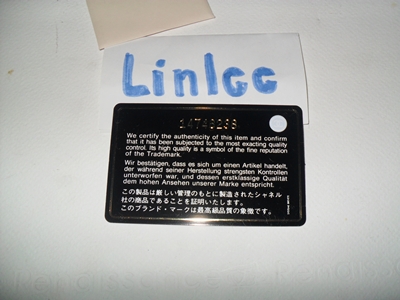 Linlee
14743233
We certify the authenticity of this item and confirm
that it has been subjected to the most exacting quality
control. Its high quality is a symbol of the fine reputation
of the Trademark.
Wir bestätigen, dass es sich um einen Artikel handelt,
der während seiner Herstellung strengsten Kontrollen
unterworfen war, und dessen erstklassige Qualität
dem hohen Ansehen unserer Marke entspricht.
この製品は厳しい管理のもとに製造されたシャネル
社の商品であることを証明いたします。
このブランド・マークは最高級品質の象徴です。